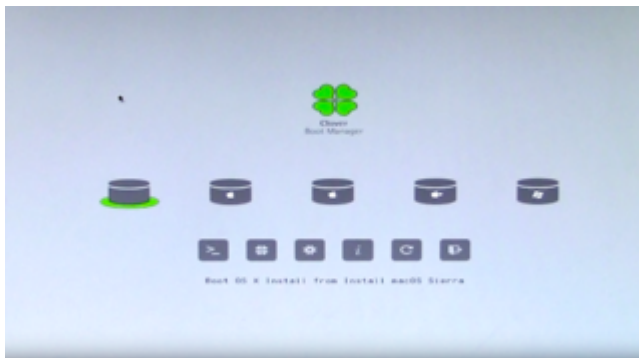 Clover
Boot Manager
Boot OS X Install from Install macOS Sierra